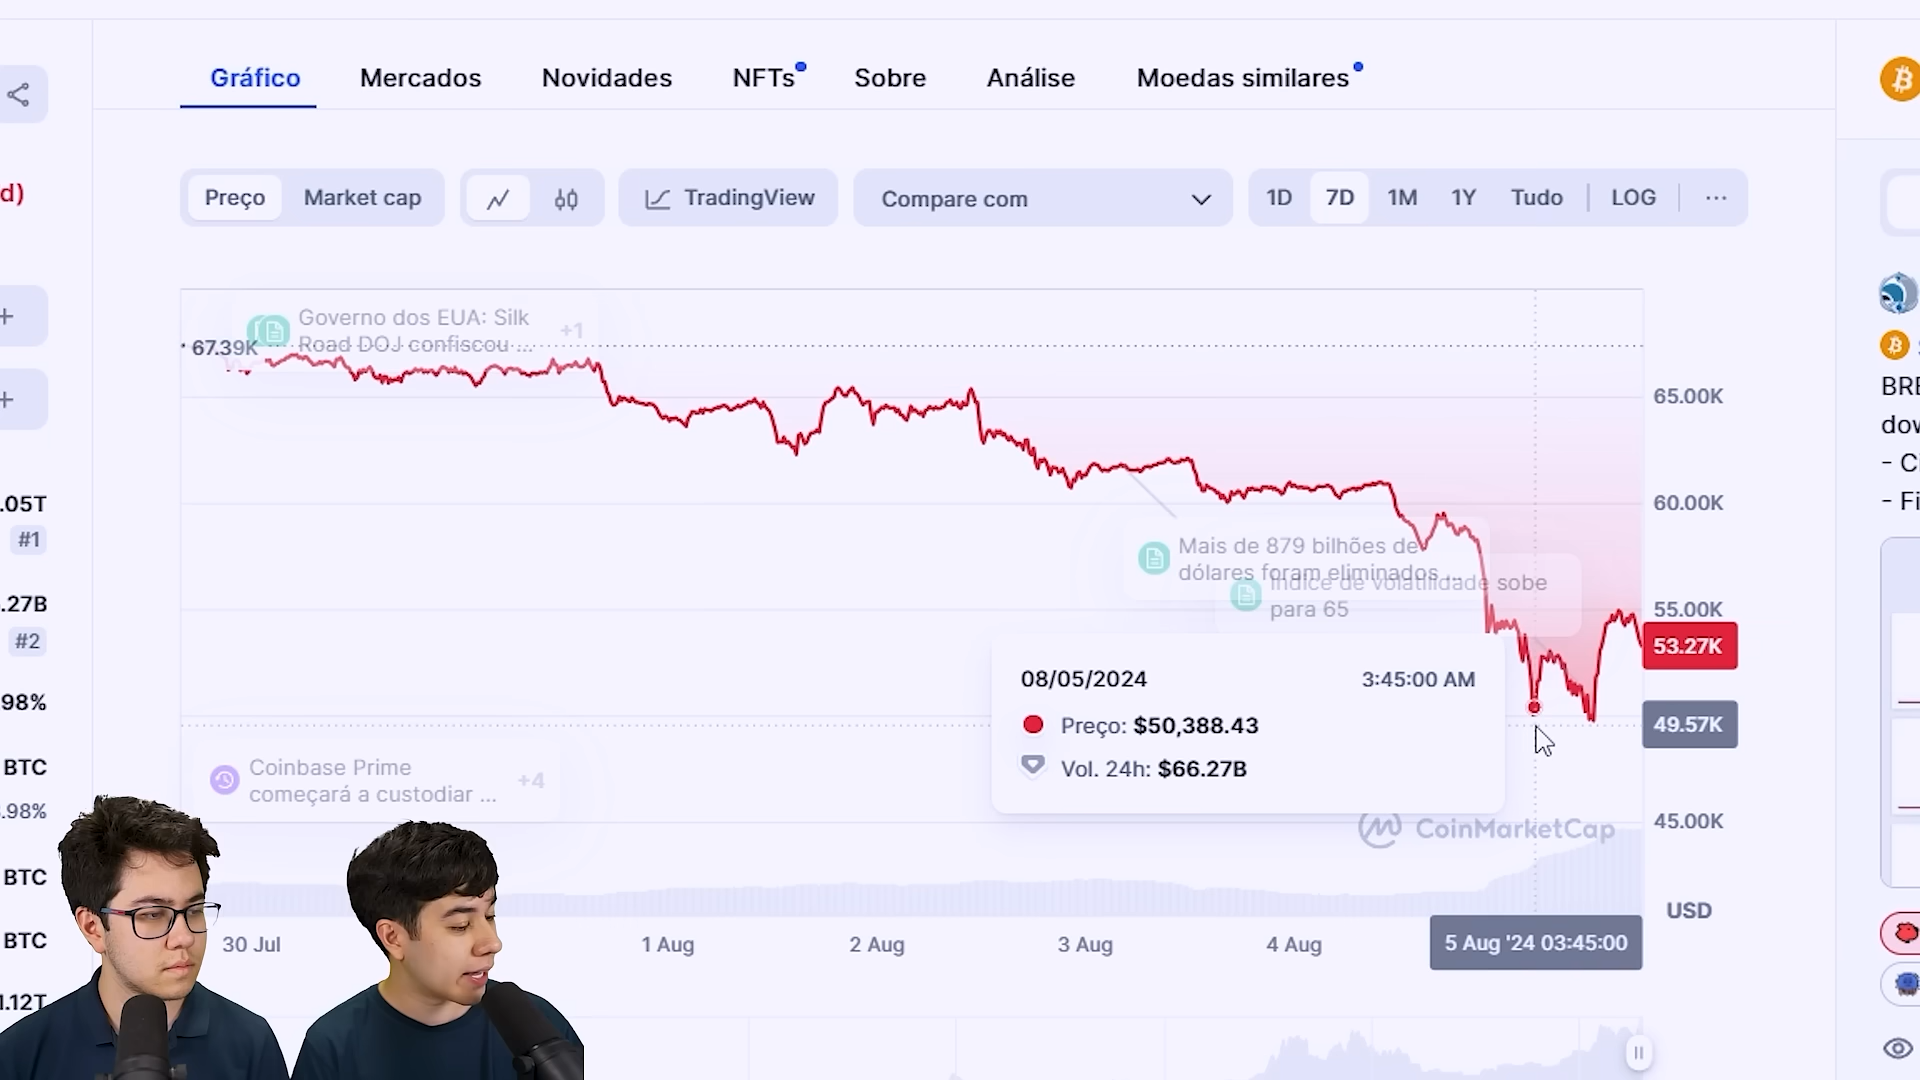 Gráfico Mercados Novidades NFTs Sobre Análise Moedas similares
d)
Preço Market cap TradingView Compare com 1D 7D 1M 1Y Tudo LOG ...
Governo dos EUA: Silk
Road DOJ confiscou ...
+1
67.39K
65.00K
60.00K
55.00K
53.27K
49.57K
45.00K
USD
Mais de 879 bilhões de
dólares foram eliminados ...
Índice de volatilidade sobe
para 65
08/05/2024 3:45:00 AM
Preço: $50,388.43
Vol. 24h: $66.27B
Coinbase Prime
começará a custodiar ...
+4
CoinMarketCap
30 Jul 1 Aug 2 Aug 3 Aug 4 Aug 5 Aug '24 03:45:00
.05T
#1
.27B
#2
98%
BTC
.98%
BTC
BTC
.12T
BRE
dov
- Ci
- Fi